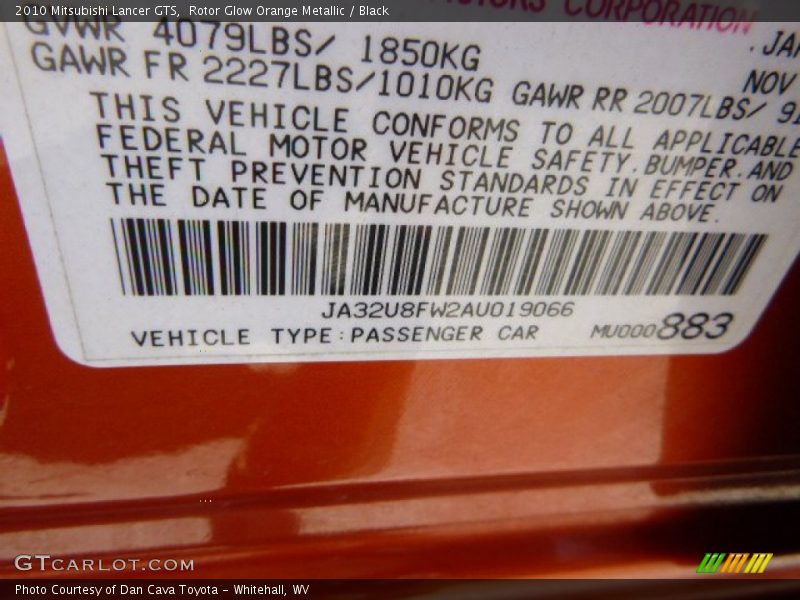 2010 Mitsubishi Lancer GTS, Rotor Glow Orange Metallic / Black
MOTORS CORPORATION
GVWR 4079LBS/ 1850KG
GAWR FR 2227LBS/1010KG GAWR RR 2007LBS/
NOV
THIS VEHICLE CONFORMS TO ALL APPLICABLE
FEDERAL MOTOR VEHICLE SAFETY.BUMPER.AND
THEFT PREVENTION STANDARDS IN EFFECT ON
THE DATE OF MANUFACTURE SHOWN ABOVE.
JA32U8FW2AU019066
VEHICLE TYPE:PASSENGER CAR MU000883
GTCARLOT.COM
Photo Courtesy of Dan Cava Toyota - Whitehall, WV